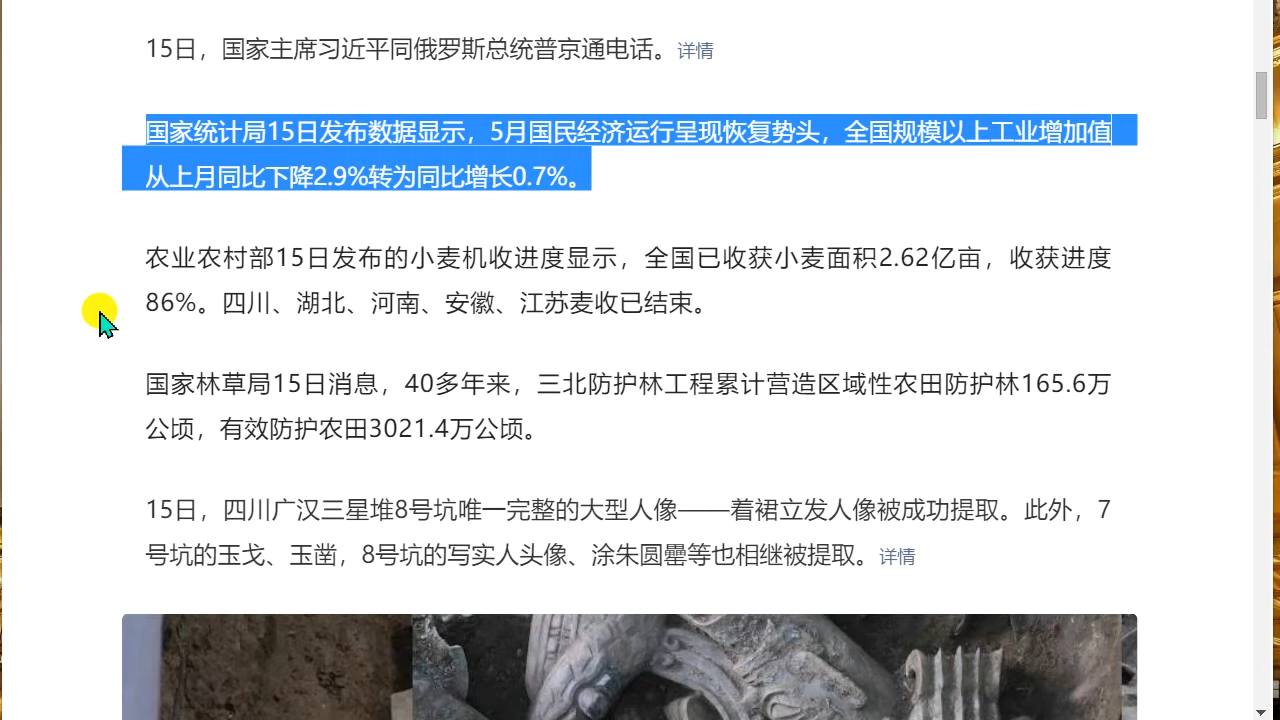 15日，国家主席习近平同俄罗斯总统普京通电话。详情
国家统计局15日发布数据显示，5月国民经济运行呈现恢复势头，全国规模以上工业增加值
从上月同比下降2.9%转为同比增长0.7%。
农业农村部15日发布的小麦机收进度显示，全国已收获小麦面积2.62亿亩，收获进度
86%。四川、湖北、河南、安徽、江苏麦收已结束。
国家林草局15日消息，40多年来，三北防护林工程累计营造区域性农田防护林165.6万
公顷，有效防护农田3021.4万公顷。
15日，四川广汉三星堆8号坑唯一完整的大型人像——着裙立发人像被成功提取。此外，7
号坑的玉戈、玉凿，8号坑的写实人头像、涂朱圆罍等也相继被提取。详情